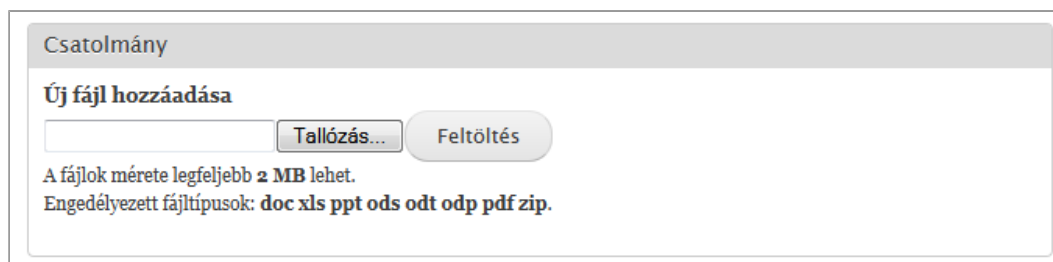 Csatolmány
Új fájl hozzáadása
Tallózás... Feltöltés
A fájlok mérete legfeljebb 2 MB lehet.
Engedélyezett fájltípusok: doc xls ppt ods odt odp pdf zip.